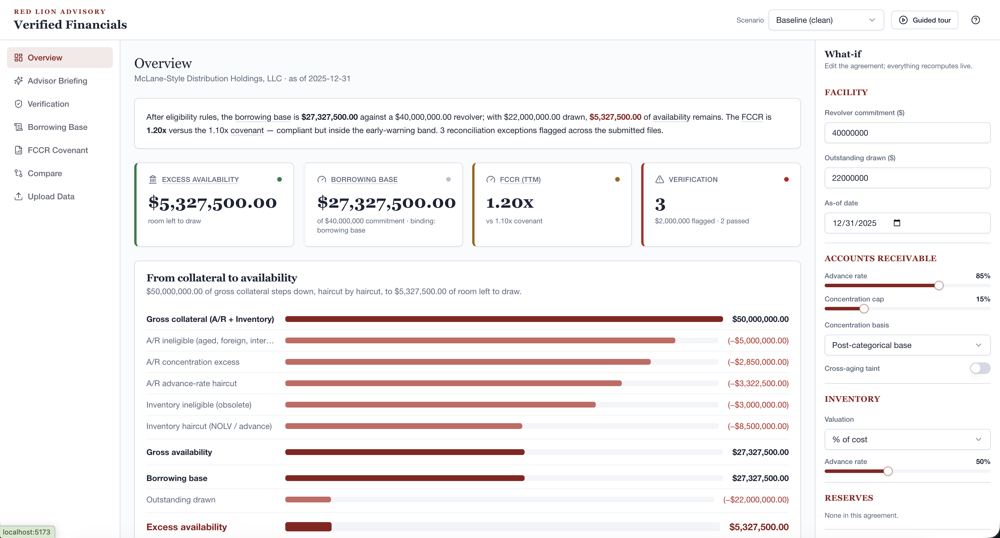 RED LION ADVISORY
Verified Financials
Scenario
Baseline (clean)
Guided tour
Overview
Advisor Briefing
Verification
Borrowing Base
FCCR Covenant
Compare
Upload Data
Overview
McLane-Style Distribution Holdings, LLC · as of 2025-12-31
After eligibility rules, the borrowing base is $27,327,500.00 against a $40,000,000.00 revolver; with $22,000,000.00 drawn, $5,327,500.00 of availability remains. The FCCR is
1.20x versus the 1.10x covenant — compliant but inside the early-warning band. 3 reconciliation exceptions flagged across the submitted files.
EXCESS AVAILABILITY
$5,327,500.00
room left to draw
BORROWING BASE
$27,327,500.00
of $40,000,000 commitment · binding:
borrowing base
FCCR (TTM)
1.20x
vs 1.10x covenant
VERIFICATION
3
$2,000,000 flagged · 2 passed
From collateral to availability
$50,000,000.00 of gross collateral steps down, haircut by haircut, to $5,327,500.00 of room left to draw.
Gross collateral (A/R + Inventory) $50,000,000.00
A/R ineligible (aged, foreign, inter… (–$5,000,000.00)
A/R concentration excess (–$2,850,000.00)
A/R advance-rate haircut (–$3,322,500.00)
Inventory ineligible (obsolete) (–$3,000,000.00)
Inventory haircut (NOLV / advance) (–$8,500,000.00)
Gross availability $27,327,500.00
Borrowing base $27,327,500.00
Outstanding drawn (–$22,000,000.00)
Excess availability $5,327,500.00
What-if
Edit the agreement; everything recomputes live.
FACILITY
Revolver commitment ($)
40000000
Outstanding drawn ($)
22000000
As-of date
12/31/2025
ACCOUNTS RECEIVABLE
Advance rate 85%
Concentration cap 15%
Concentration basis
Post-categorical base
Cross-aging taint
INVENTORY
Valuation
% of cost
Advance rate 50%
RESERVES
None in this agreement.
localhost:5173